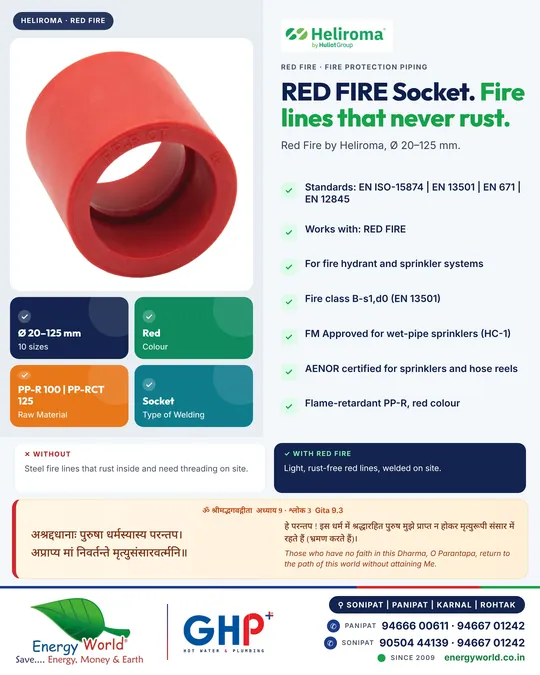 HELIROMA · RED FIRE
Heliroma®
by HuliotGroup
RED FIRE · FIRE PROTECTION PIPING
RED FIRE Socket. Fire
lines that never rust.
Red Fire by Heliroma, Ø 20–125 mm.
Standards: EN ISO-15874 | EN 13501 | EN 671 |
EN 12845
Works with: RED FIRE
For fire hydrant and sprinkler systems
Fire class B-s1,d0 (EN 13501)
FM Approved for wet-pipe sprinklers (HC-1)
AENOR certified for sprinklers and hose reels
Flame-retardant PP-R, red colour
Ø 20–125 mm
10 sizes
Red
Colour
PP-R 100 | PP-RCT
125
Raw Material
Socket
Type of Welding
× WITHOUT
Steel fire lines that rust inside and need threading on site.
✓ WITH RED FIRE
Light, rust-free red lines, welded on site.
ॐ श्रीमद्भगवद्गीता अध्याय 9 · श्लोक 3 Gita 9.3
अश्रद्दधानाः पुरुषा धर्मस्यास्य परन्तप।
अप्राप्य मां निवर्तन्ते मृत्युसंसारवर्त्मनि॥
हे परन्तप ! इस धर्म में श्रद्धारहित पुरुष मुझे प्राप्त न होकर मृत्युरूपी संसार में
रहते हैं (भ्रमण करते हैं)।
Those who have no faith in this Dharma, O Parantapa, return to
the path of this world without attaining Me.
Energy World®
Save.... Energy, Money & Earth
GHP+
HOT WATER & PLUMBING
SONIPAT | PANIPAT | KARNAL | ROHTAK
PANIPAT 94666 00611 · 94667 01242
SONIPAT 90504 44139 · 94667 01242
SINCE 2009 energyworld.co.in